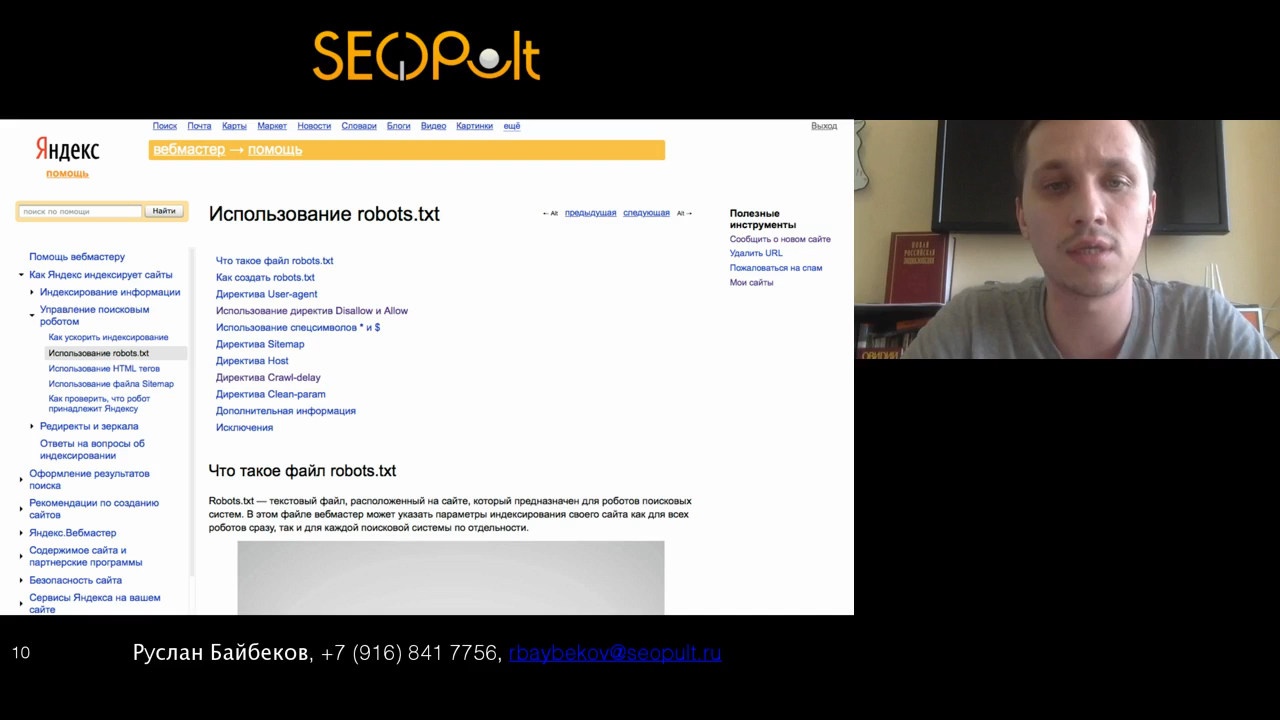 SEOPult
Поиск Почта Карты Маркет Новости Словари Блоги Видео Картинки ещё
Выход
Яндекс
помощь
вебмастер → помощь
поиск по помощи
Найти
Использование robots.txt
← Alt предыдущая следующая Alt →
Полезные
инструменты
Сообщить о новом сайте
Удалить URL
Пожаловаться на спам
Мои сайты
Помощь вебмастеру
Как Яндекс индексирует сайты
Индексирование информации
Управление поисковым
роботом
Как ускорить индексирование
Использование robots.txt
Использование HTML тегов
Использование файла Sitemap
Как проверить, что робот
принадлежит Яндексу
Редиректы и зеркала
Ответы на вопросы об
индексировании
Оформление результатов
поиска
Рекомендации по созданию
сайтов
Яндекс.Вебмастер
Содержимое сайта и
партнерские программы
Безопасность сайта
Сервисы Яндекса на вашем
сайте
Что такое файл robots.txt
Как создать robots.txt
Директива User-agent
Использование директив Disallow и Allow
Использование спецсимволов * и $
Директива Sitemap
Директива Host
Директива Crawl-delay
Директива Clean-param
Дополнительная информация
Исключения
Что такое файл robots.txt
Robots.txt — текстовый файл, расположенный на сайте, который предназначен для роботов поисковых
систем. В этом файле вебмастер может указать параметры индексирования своего сайта как для всех
роботов сразу, так и для каждой поисковой системы по отдельности.
НОВАЯ
РОССИЙСКАЯ
ЭНЦИКЛОПЕДИЯ
ОВИДИЙ
10
Руслан Байбеков, +7 (916) 841 7756, rbaybekov@seopult.ru